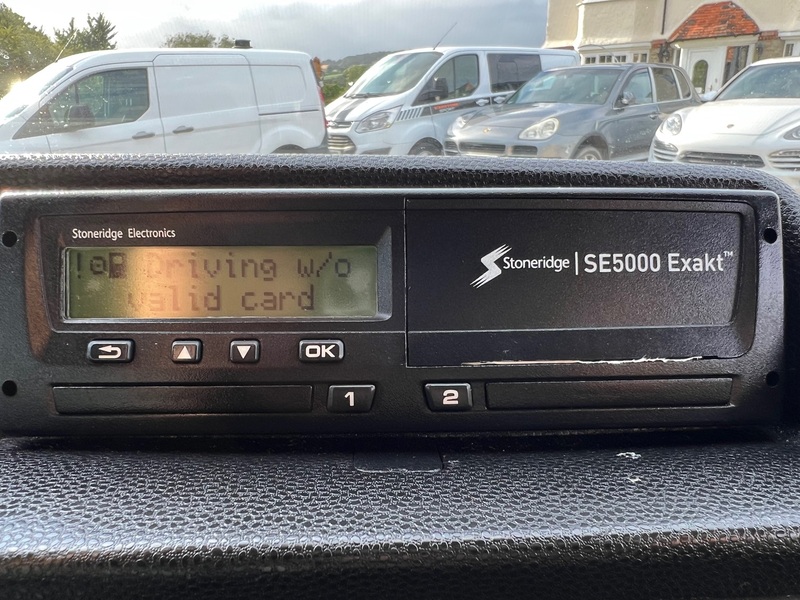 Stoneridge Electronics
! Driving w/o
valid card
Stoneridge | SE5000 Exakt™
OK
1
2